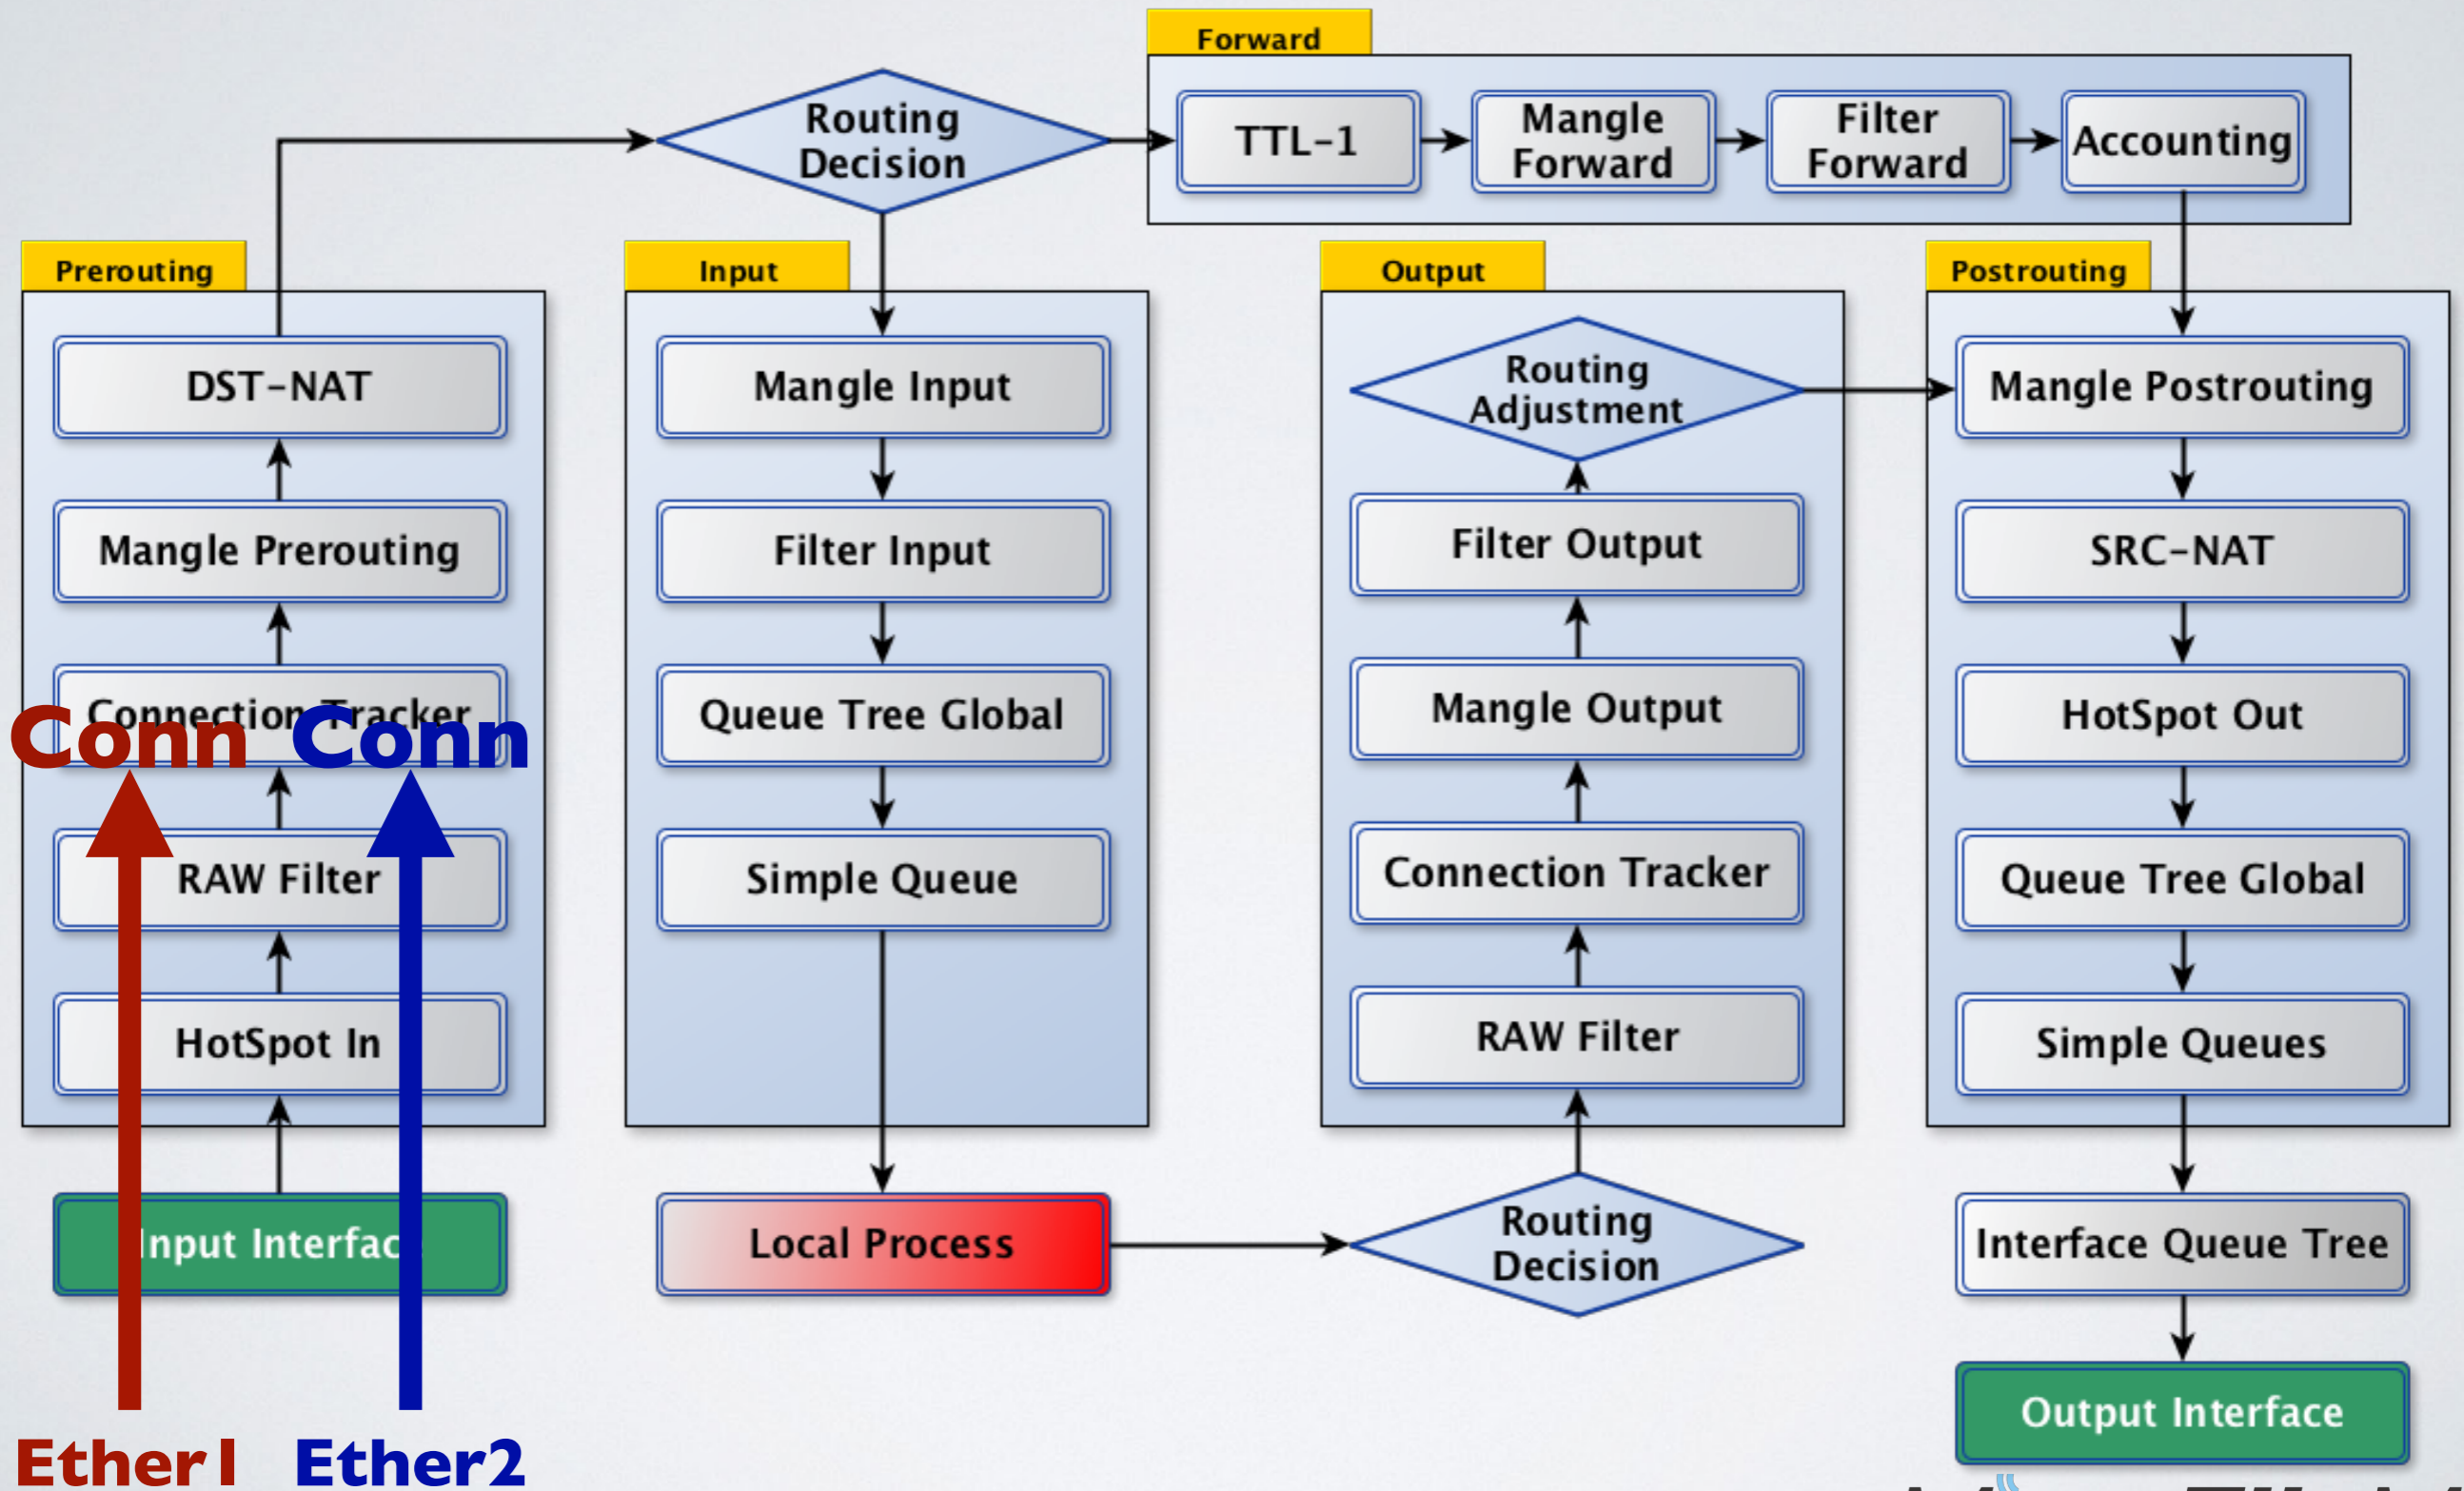 Forward
Routing
Decision
TTL-1
Mangle
Forward
Filter
Forward
Accounting
Prerouting
DST-NAT
Mangle Prerouting
Connection Tracker
Conn
Conn
RAW Filter
HotSpot In
Input Interface
Ether1
Ether2
Input
Mangle Input
Filter Input
Queue Tree Global
Simple Queue
Local Process
Output
Routing
Adjustment
Filter Output
Mangle Output
Connection Tracker
RAW Filter
Routing
Decision
Postrouting
Mangle Postrouting
SRC-NAT
HotSpot Out
Queue Tree Global
Simple Queues
Interface Queue Tree
Output Interface